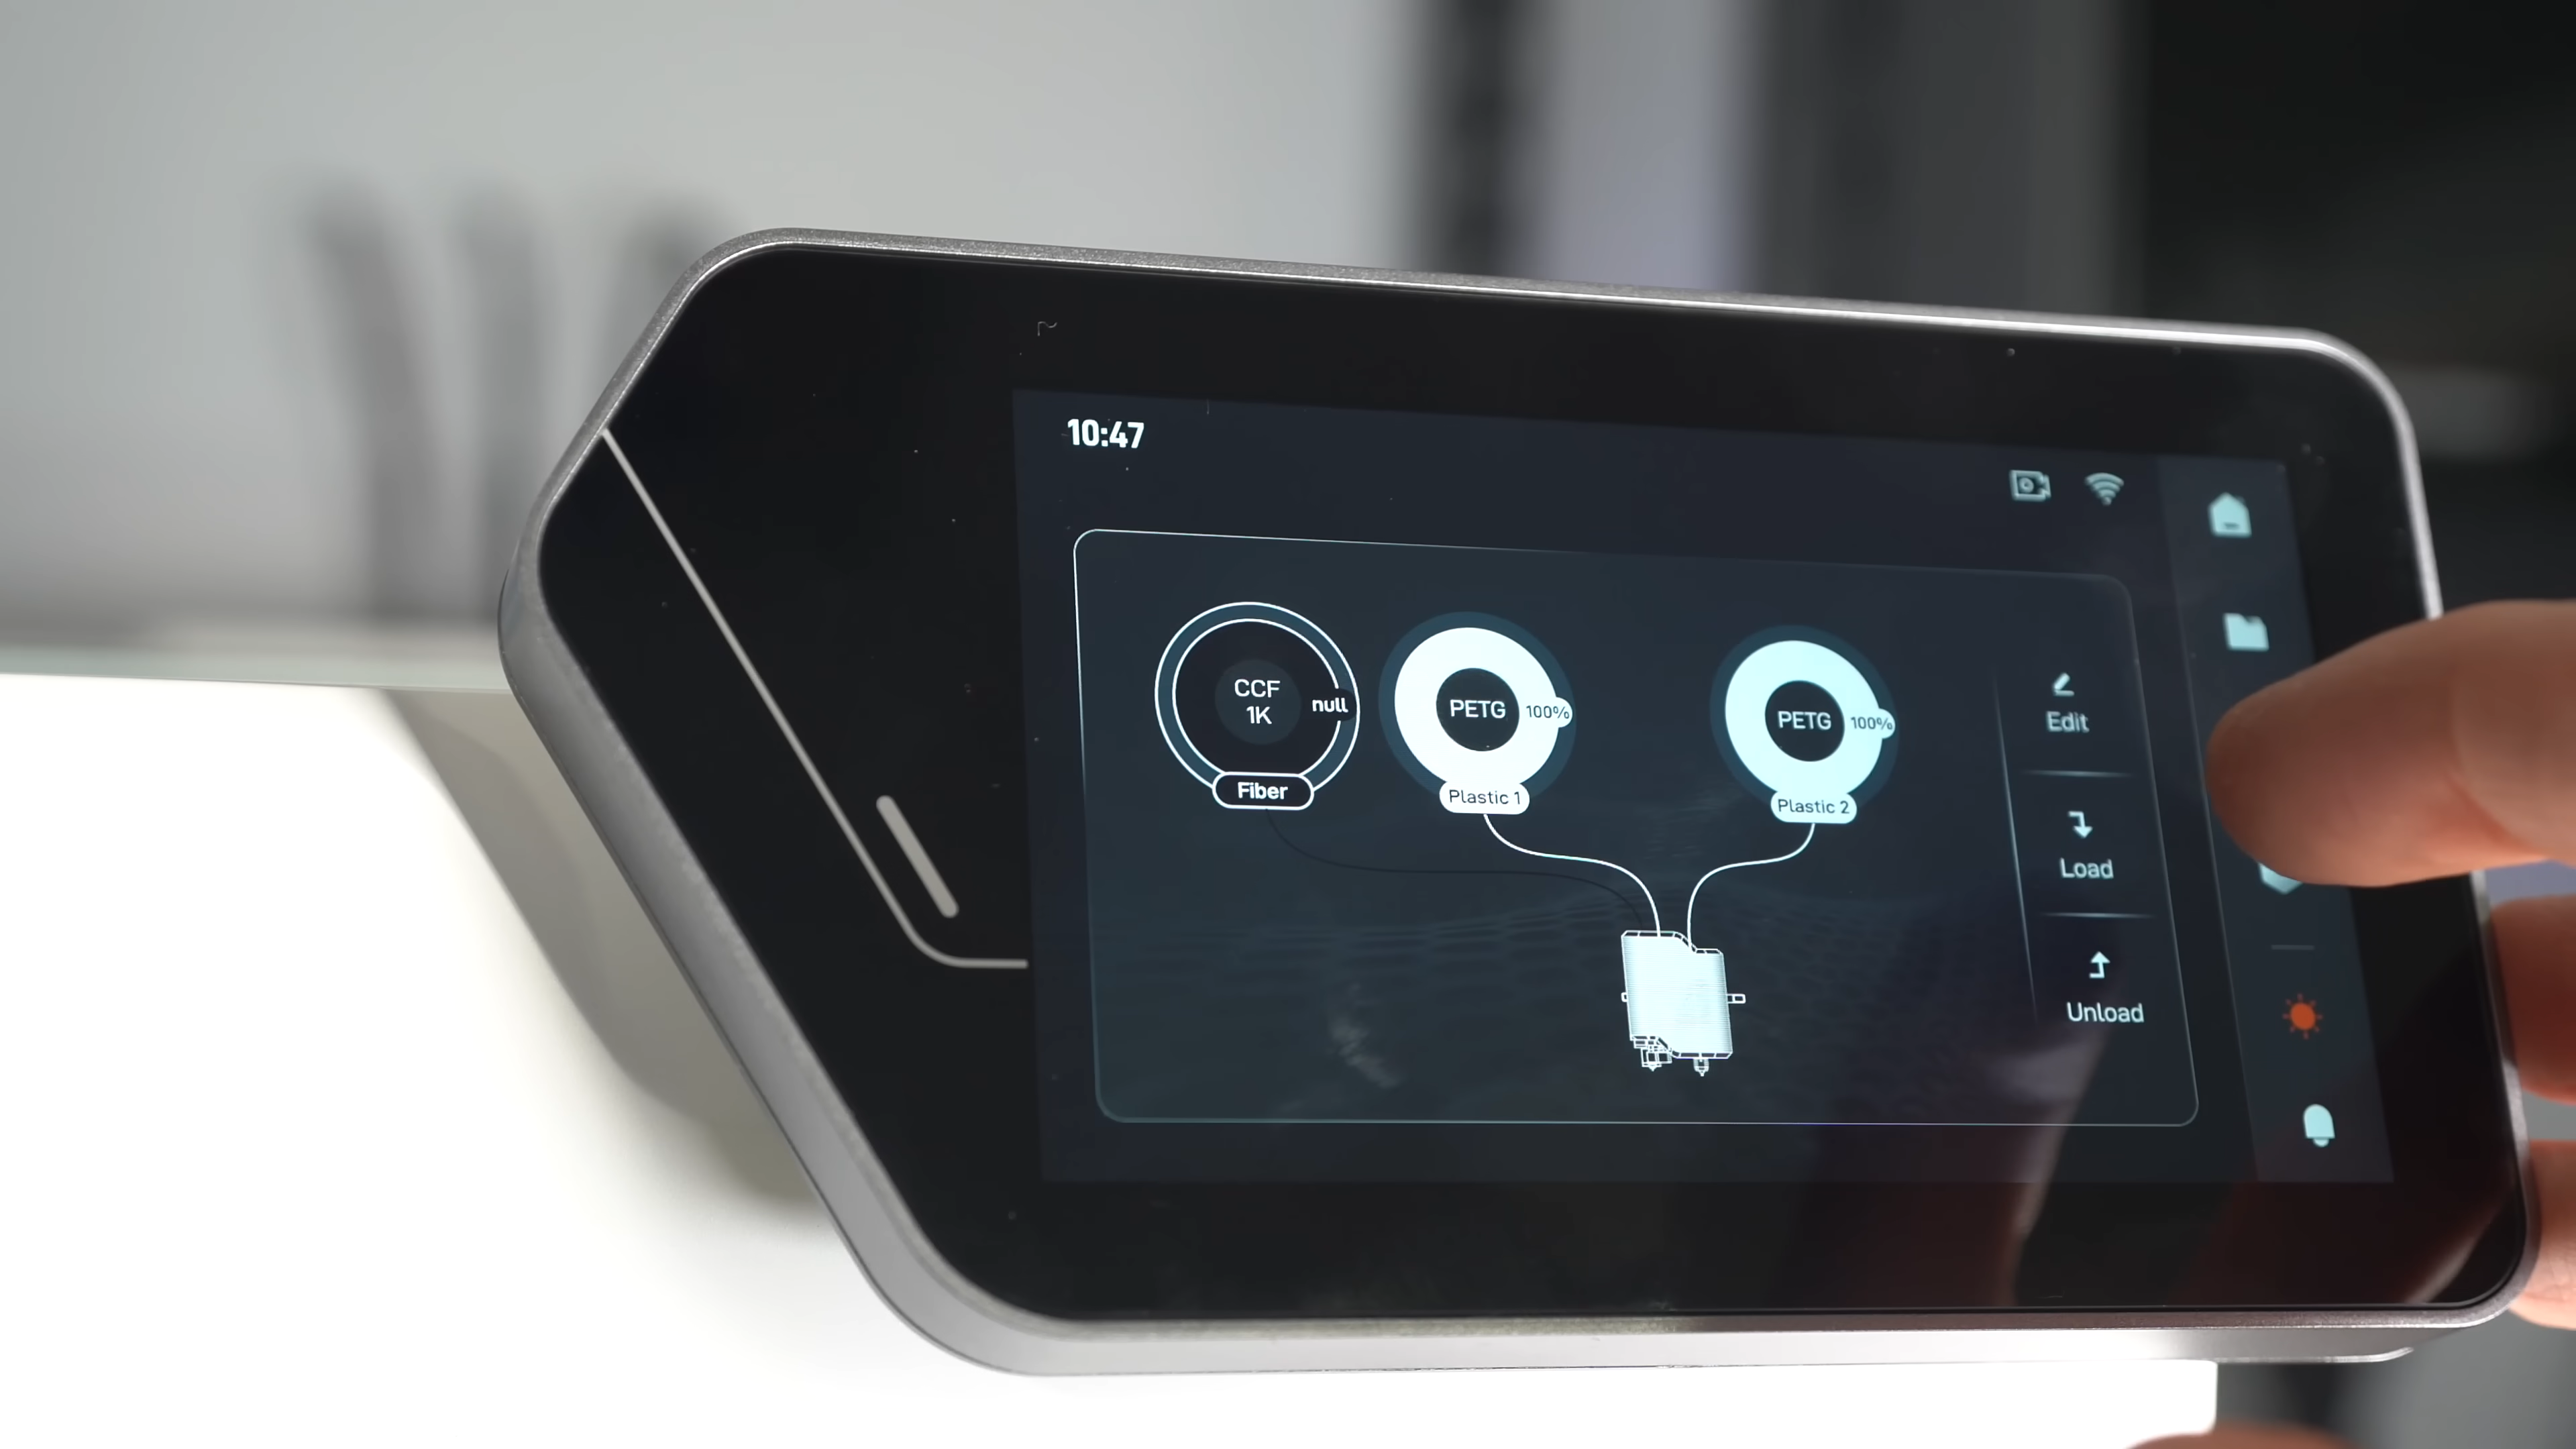 10:47
CCF
1K
null
Fiber
PETG
100%
Plastic 1
PETG
100%
Plastic 2
Edit
Load
Unload